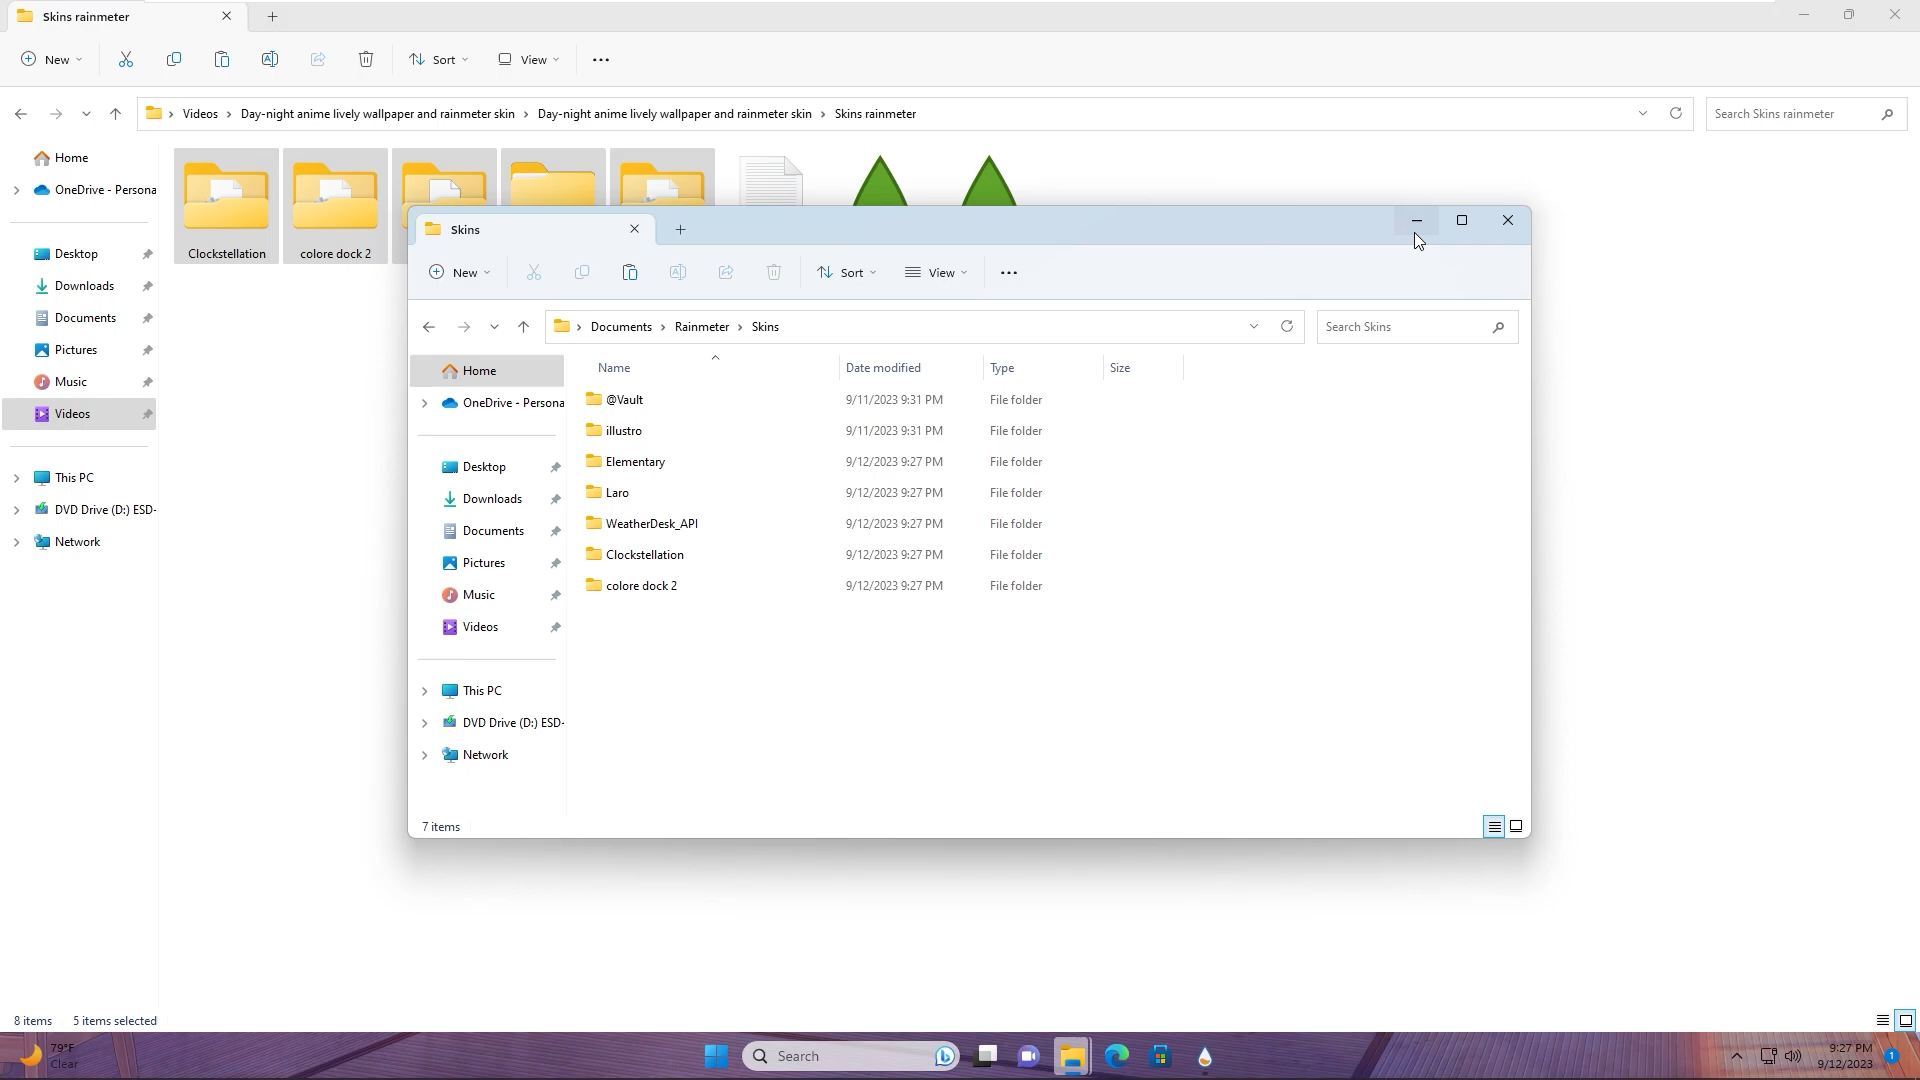 Skins rainmeter
New
Sort
View
Videos > Day-night anime lively wallpaper and rainmeter skin > Day-night anime lively wallpaper and rainmeter skin > Skins rainmeter
Search Skins rainmeter
Home
OneDrive - Persona
Desktop
Downloads
Documents
Pictures
Music
Videos
This PC
DVD Drive (D:) ESD-
Network
Clockstellation
colore dock 2
Skins
New
Sort
View
Documents > Rainmeter > Skins
Search Skins
Home
OneDrive - Persona
Desktop
Downloads
Documents
Pictures
Music
Videos
This PC
DVD Drive (D:) ESD-
Network
Name Date modified Type Size
@Vault 9/11/2023 9:31 PM File folder
illustro 9/11/2023 9:31 PM File folder
Elementary 9/12/2023 9:27 PM File folder
Laro 9/12/2023 9:27 PM File folder
WeatherDesk_API 9/12/2023 9:27 PM File folder
Clockstellation 9/12/2023 9:27 PM File folder
colore dock 2 9/12/2023 9:27 PM File folder
7 items
8 items 5 items selected
79°F
Clear
Search
9:27 PM
9/12/2023
1